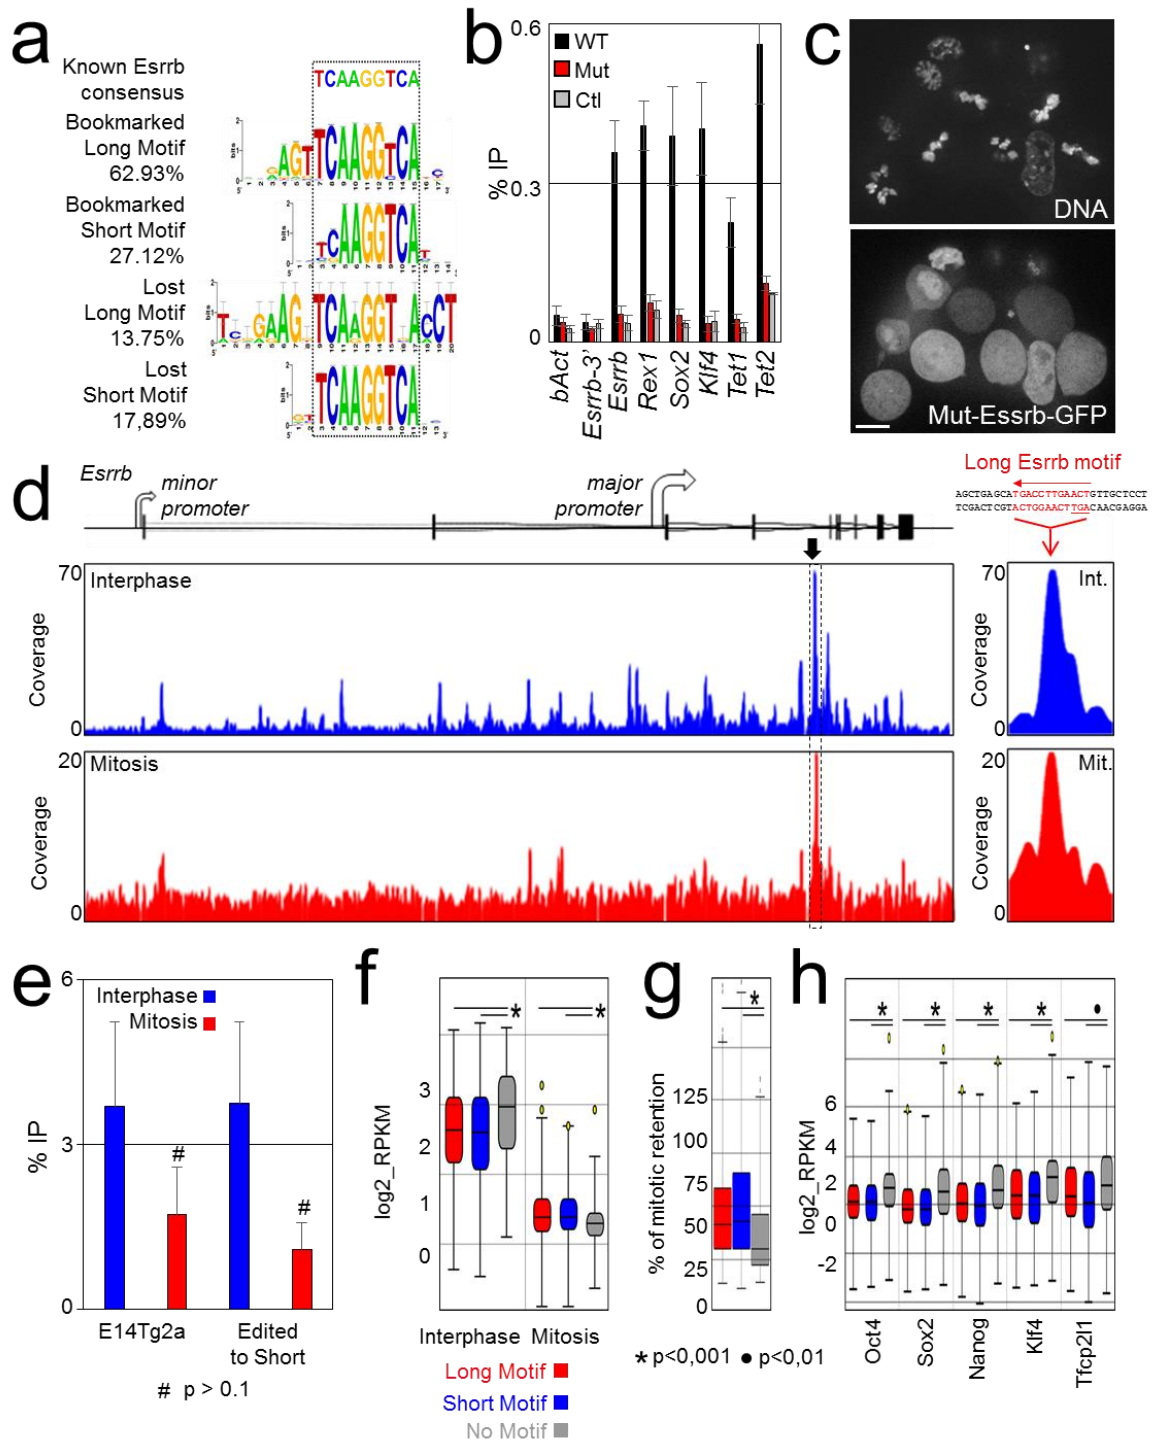 a
Known Esrrb
consensus
TCAAGGTCA
Bookmarked
Long Motif
62.93%
Bookmarked
Short Motif
27.12%
Lost
Long Motif
13.75%
Lost
Short Motif
17,89%
b
0.6
0.3
0
% IP
WT
Mut
Ctl
bAct
Esrrb-3'
Esrrb
Rex1
Sox2
Klf4
Tet1
Tet2
c
DNA
Mut-Essrb-GFP
d
Esrrb
minor
promoter
major
promoter
Long Esrrb motif
AGCTGAGCATGACCTTGAACTGTTGCTCCT
TCGACTCGTACTGGAACTTGACAACGAGGA
70
Interphase
Coverage
0
20
Mitosis
Coverage
0
70
Int.
Coverage
0
20
Mit.
Coverage
0
e
6
3
0
% IP
Interphase
Mitosis
#
#
E14Tg2a
Edited
to Short
# p > 0.1
f
log2_RPKM
3
2
1
0
*
*
Interphase
Mitosis
Long Motif
Short Motif
No Motif
g
% of mitotic retention
125
100
75
50
25
0
*
* p<0,001 ● p<0,01
h
log2_RPKM
6
4
2
0
-2
*
*
*
*
●
Oct4
Sox2
Nanog
Klf4
Tfcp2l1